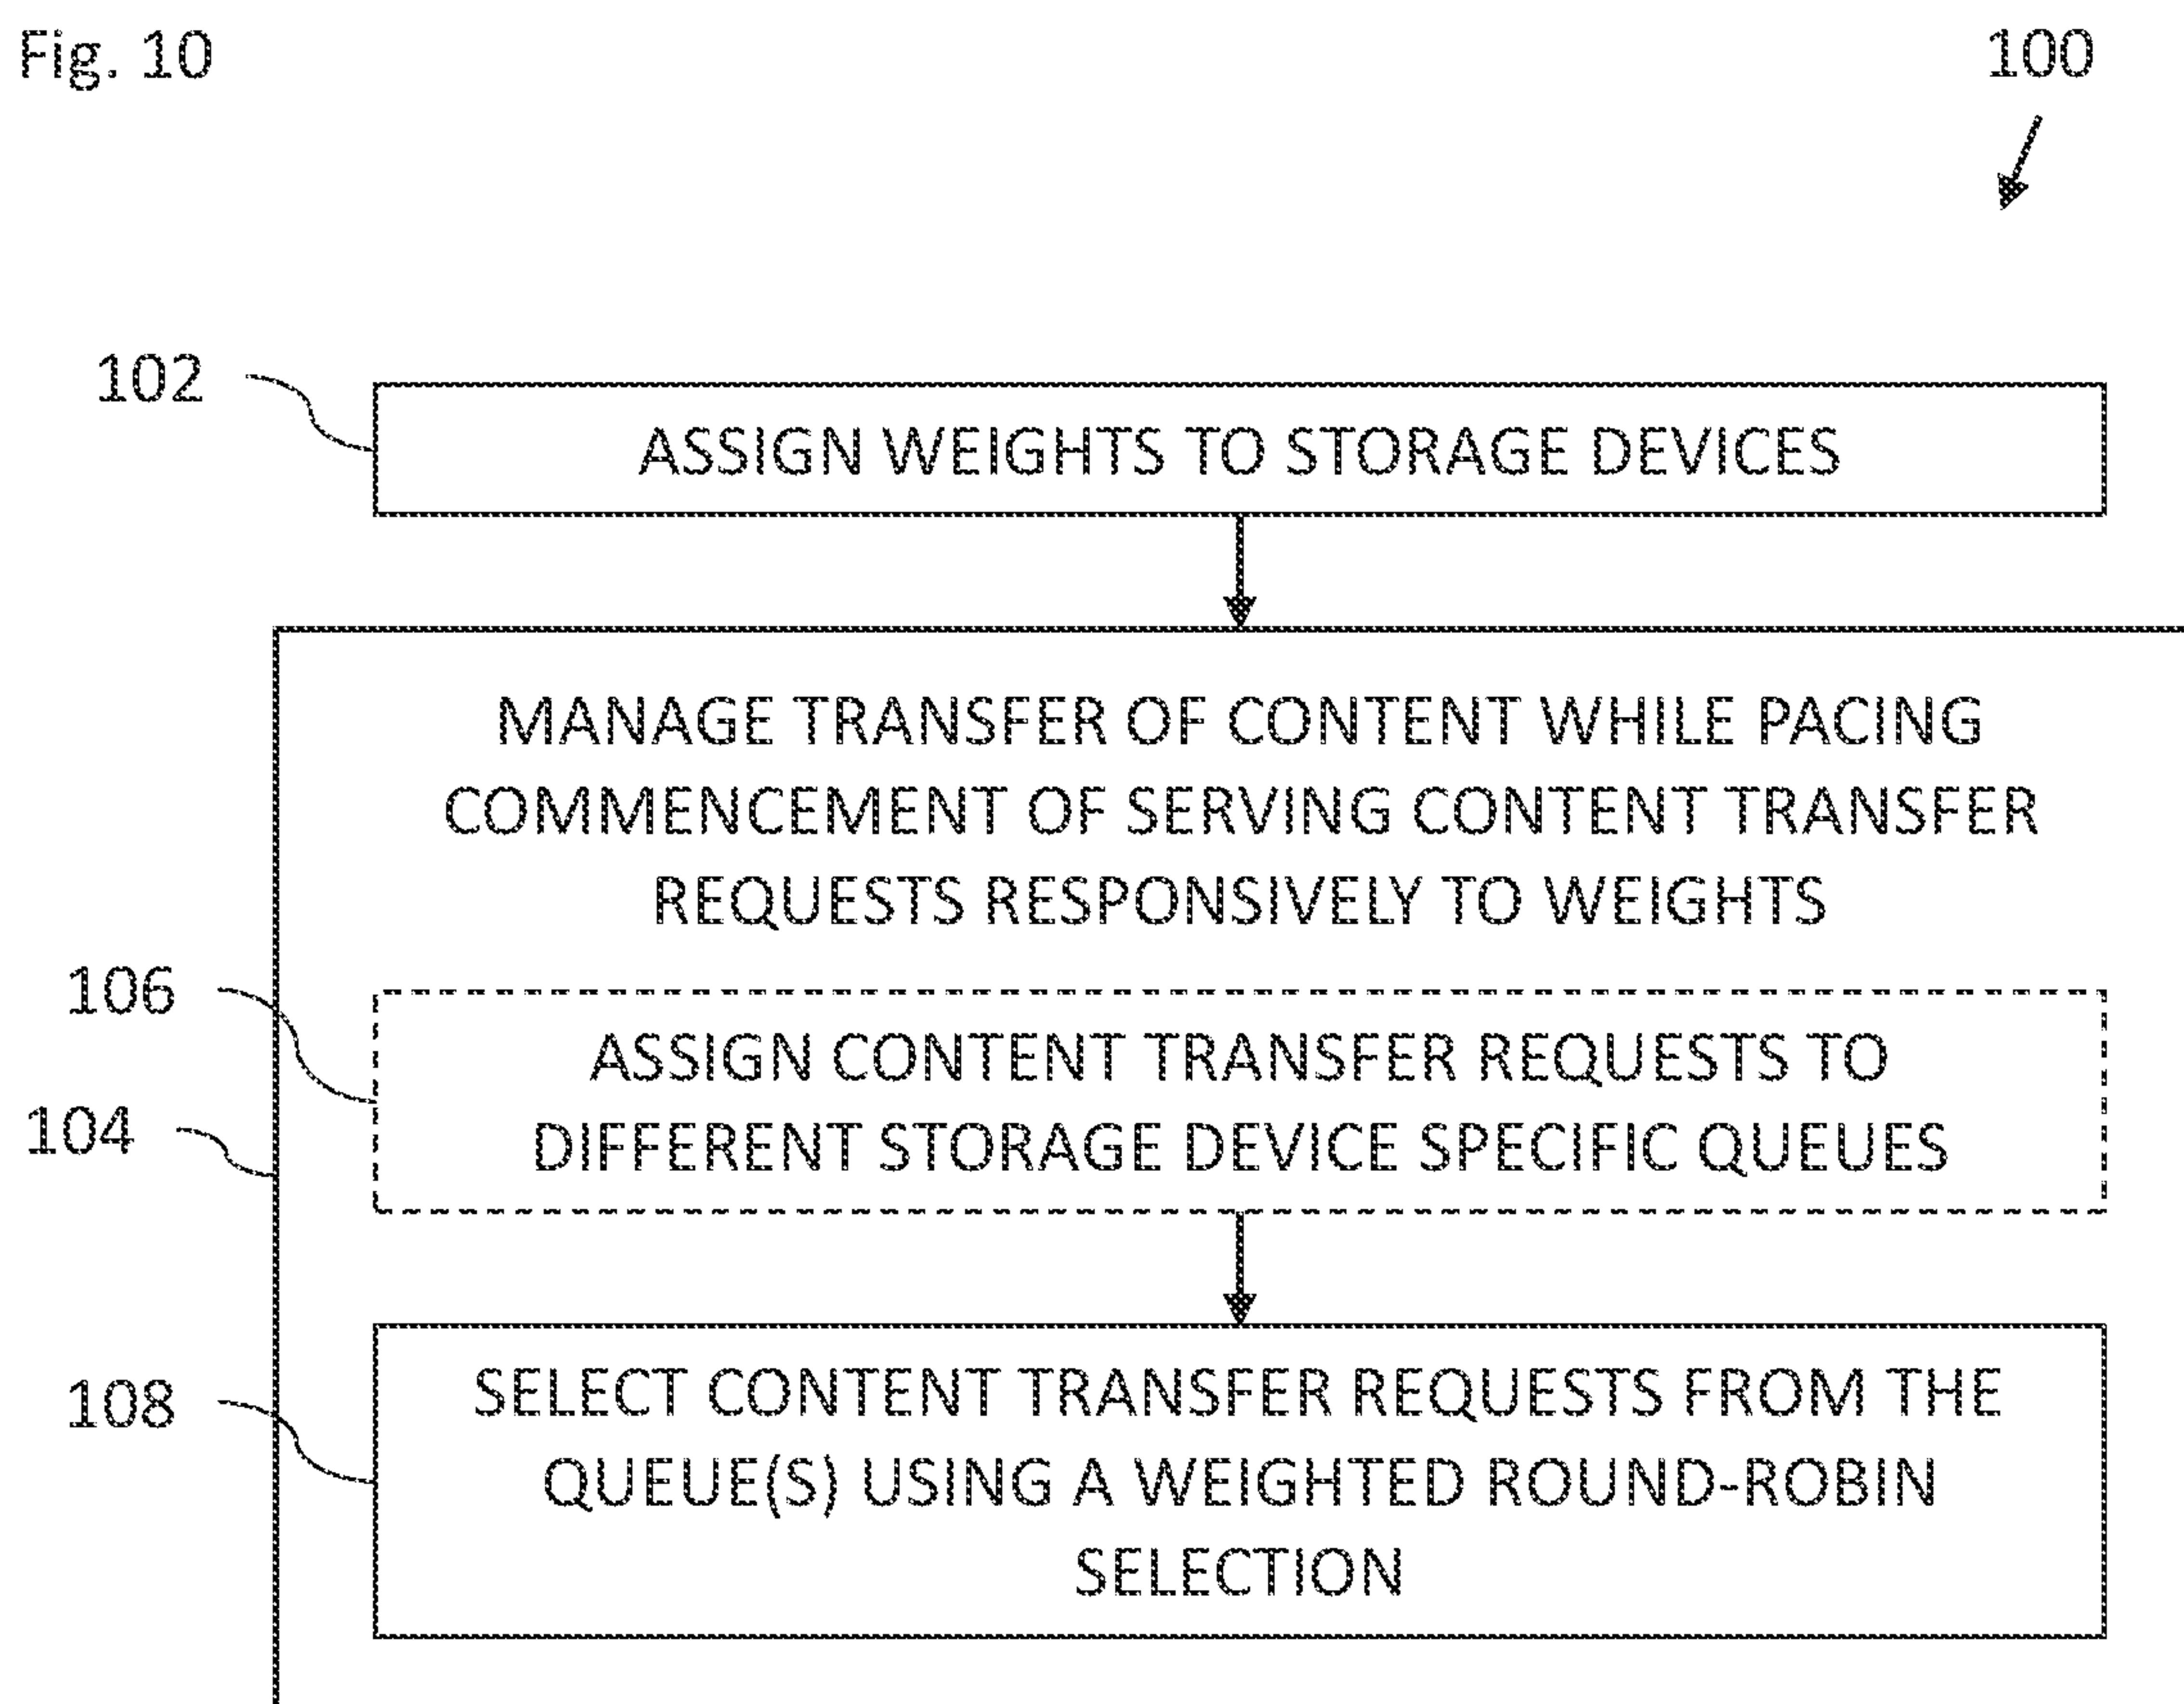 Fig. 10
100
102
ASSIGN WEIGHTS TO STORAGE DEVICES
MANAGE TRANSFER OF CONTENT WHILE PACING
COMMENCEMENT OF SERVING CONTENT TRANSFER
REQUESTS RESPONSIVELY TO WEIGHTS
106
ASSIGN CONTENT TRANSFER REQUESTS TO
DIFFERENT STORAGE DEVICE SPECIFIC QUEUES
104
108
SELECT CONTENT TRANSFER REQUESTS FROM THE
QUEUE(S) USING A WEIGHTED ROUND-ROBIN
SELECTION